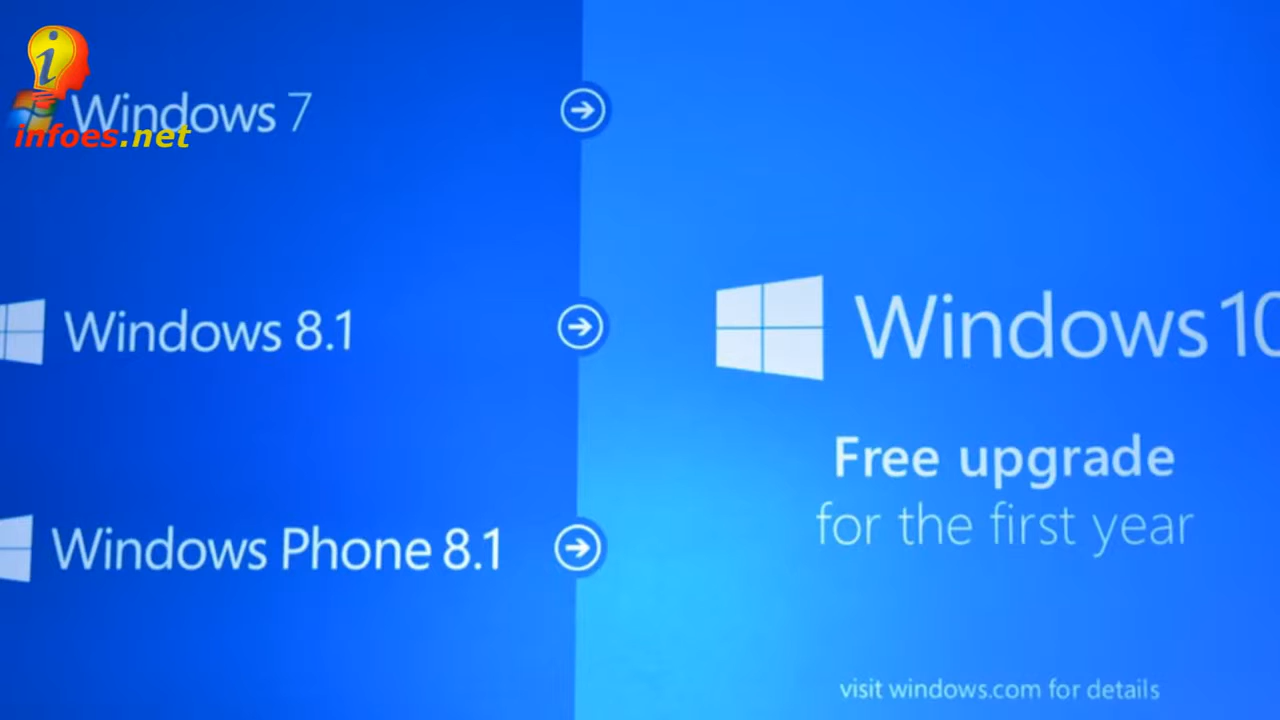 Windows 7
infoes.net
Windows 8.1
Windows Phone 8.1
Windows 10
Free upgrade
for the first year
visit windows.com for details